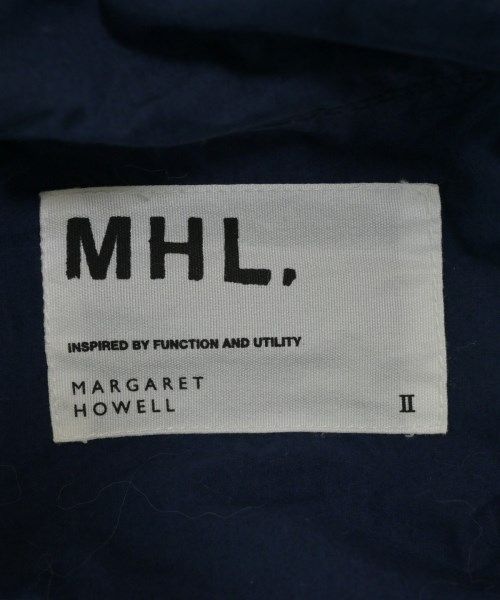 MHL.
INSPIRED BY FUNCTION AND UTILITY
MARGARET
HOWELL
II